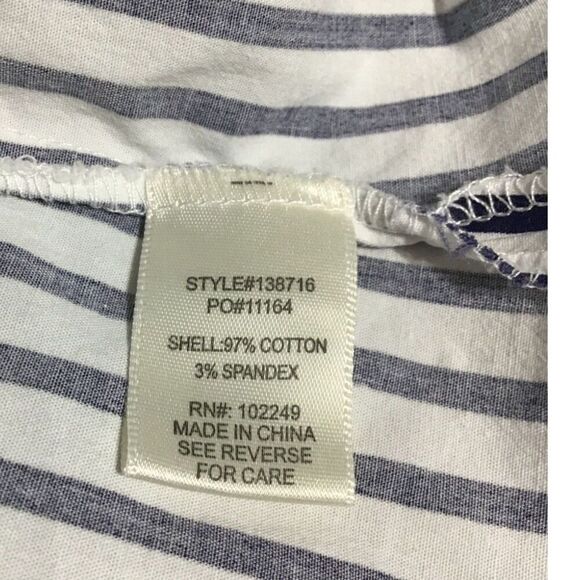 STYLE#138716
PO#11164
SHELL:97% COTTON
3% SPANDEX
RN#: 102249
MADE IN CHINA
SEE REVERSE
FOR CARE